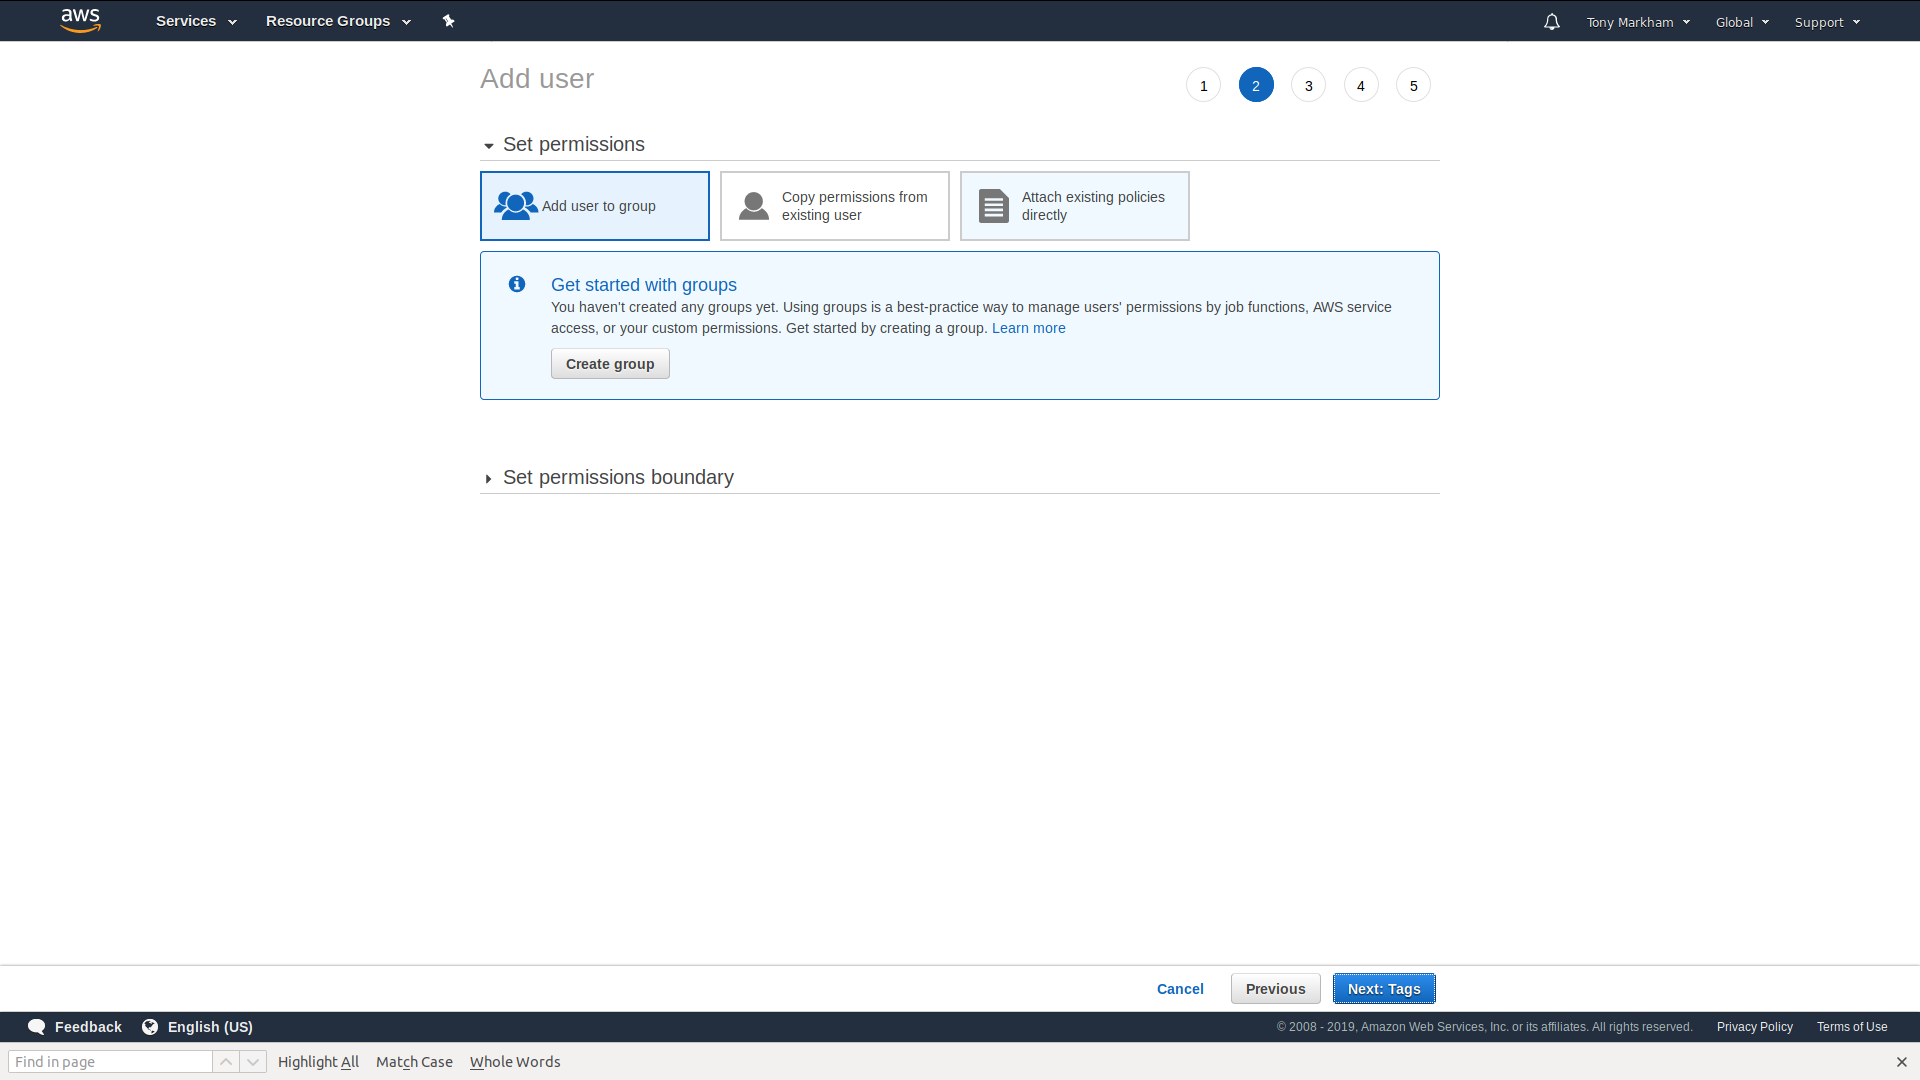 aws Services Resource Groups Tony Markham Global Support
Add user 1 2 3 4 5
Set permissions
Add user to group
Copy permissions from
existing user
Attach existing policies
directly
Get started with groups
You haven't created any groups yet. Using groups is a best-practice way to manage users' permissions by job functions, AWS service
access, or your custom permissions. Get started by creating a group. Learn more
Create group
Set permissions boundary
Cancel Previous Next: Tags
Feedback English (US) © 2008 - 2019, Amazon Web Services, Inc. or its affiliates. All rights reserved. Privacy Policy Terms of Use
Find in page Highlight All Match Case Whole Words